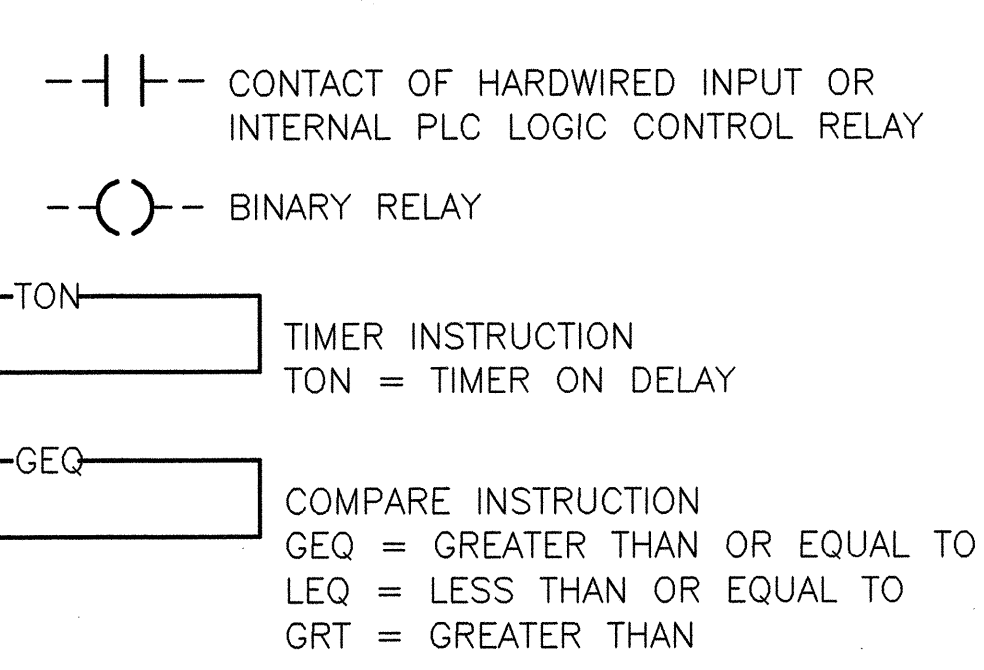 CONTACT OF HARDWIRED INPUT OR
INTERNAL PLC LOGIC CONTROL RELAY
BINARY RELAY
TON
TIMER INSTRUCTION
TON = TIMER ON DELAY
GEQ
COMPARE INSTRUCTION
GEQ = GREATER THAN OR EQUAL TO
LEQ = LESS THAN OR EQUAL TO
GRT = GREATER THAN